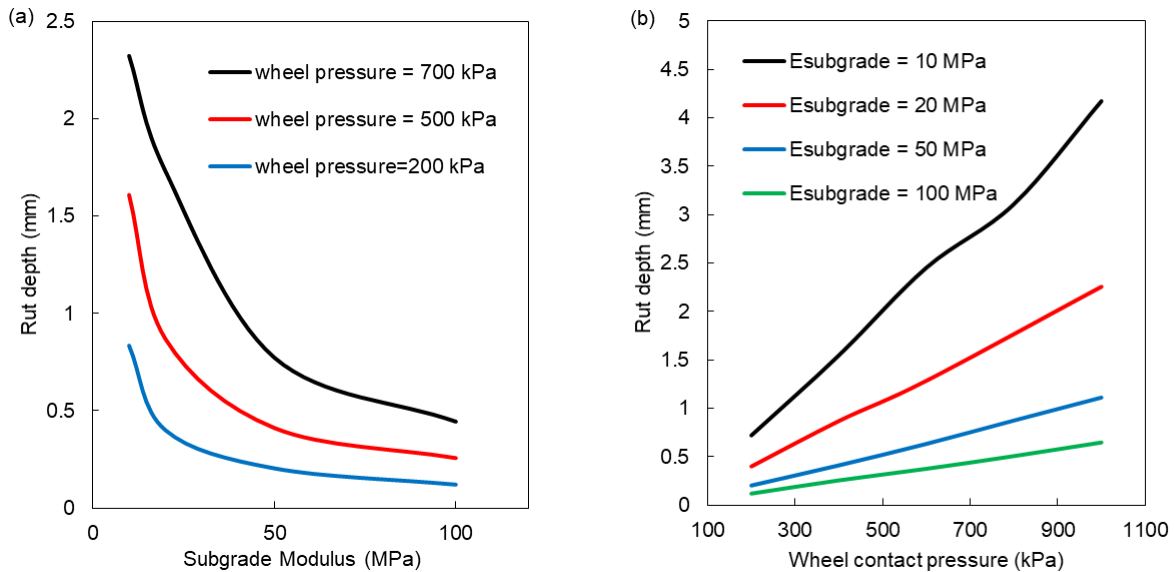 (a)
2.5
2
1.5
1
0.5
0
Rut depth (mm)
wheel pressure = 700 kPa
wheel pressure = 500 kPa
wheel pressure=200 kPa
0 50 100
Subgrade Modulus (MPa)
(b)
5
4.5
4
3.5
3
2.5
2
1.5
1
0.5
0
Rut depth (mm)
Esubgrade = 10 MPa
Esubgrade = 20 MPa
Esubgrade = 50 MPa
Esubgrade = 100 MPa
100 300 500 700 900 1100
Wheel contact pressure (kPa)